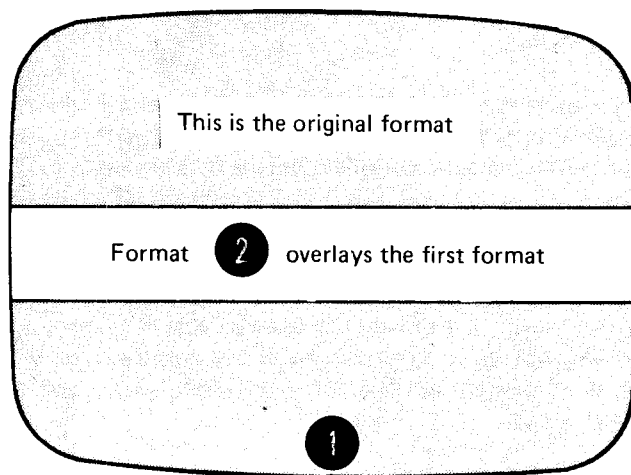 This is the original format
Format 2 overlays the first format
1